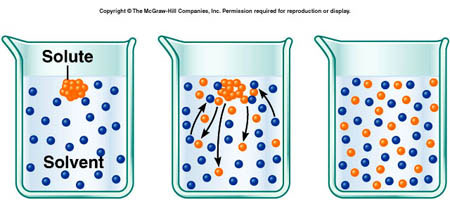 Copyright © The McGraw-Hill Companies, Inc. Permission required for reproduction or display.
Solute
Solvent